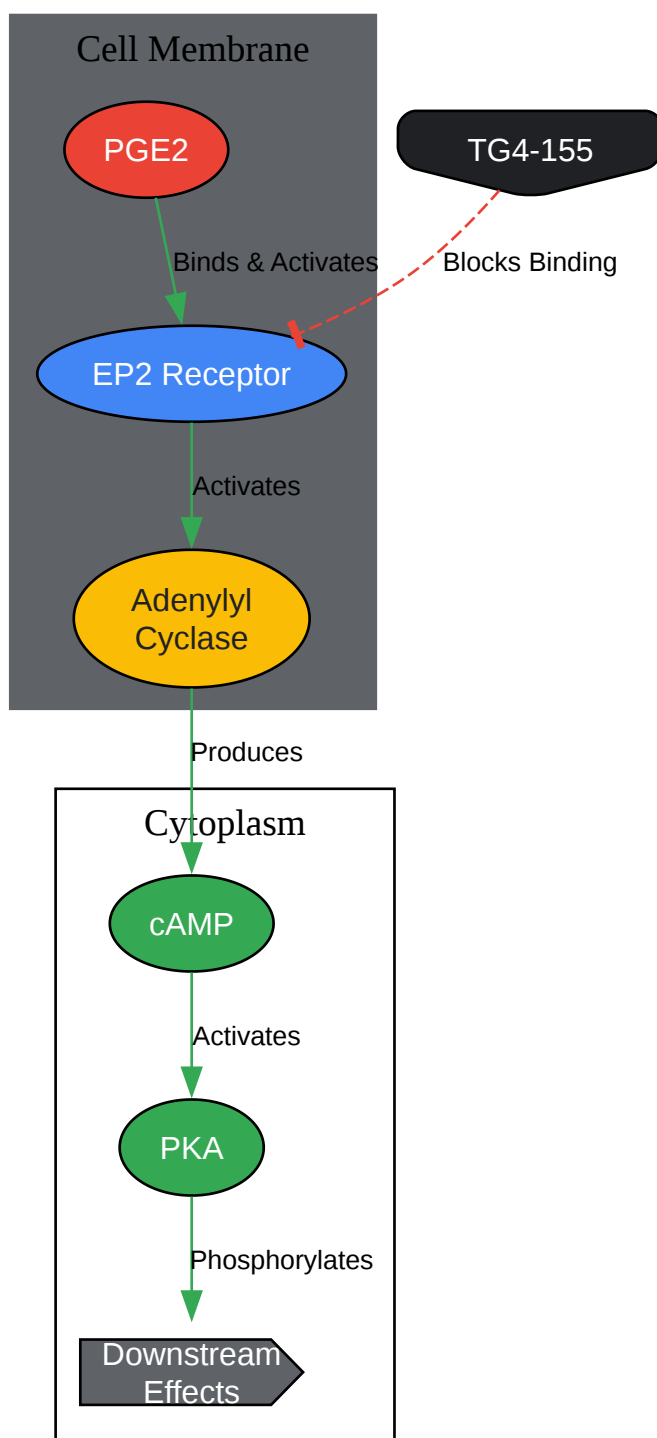 Cell Membrane
PGE2
TG4-155
Binds & Activates
Blocks Binding
EP2 Receptor
Activates
Adenylyl
Cyclase
Produces
Cytoplasm
cAMP
Activates
PKA
Phosphorylates
Downstream
Effects